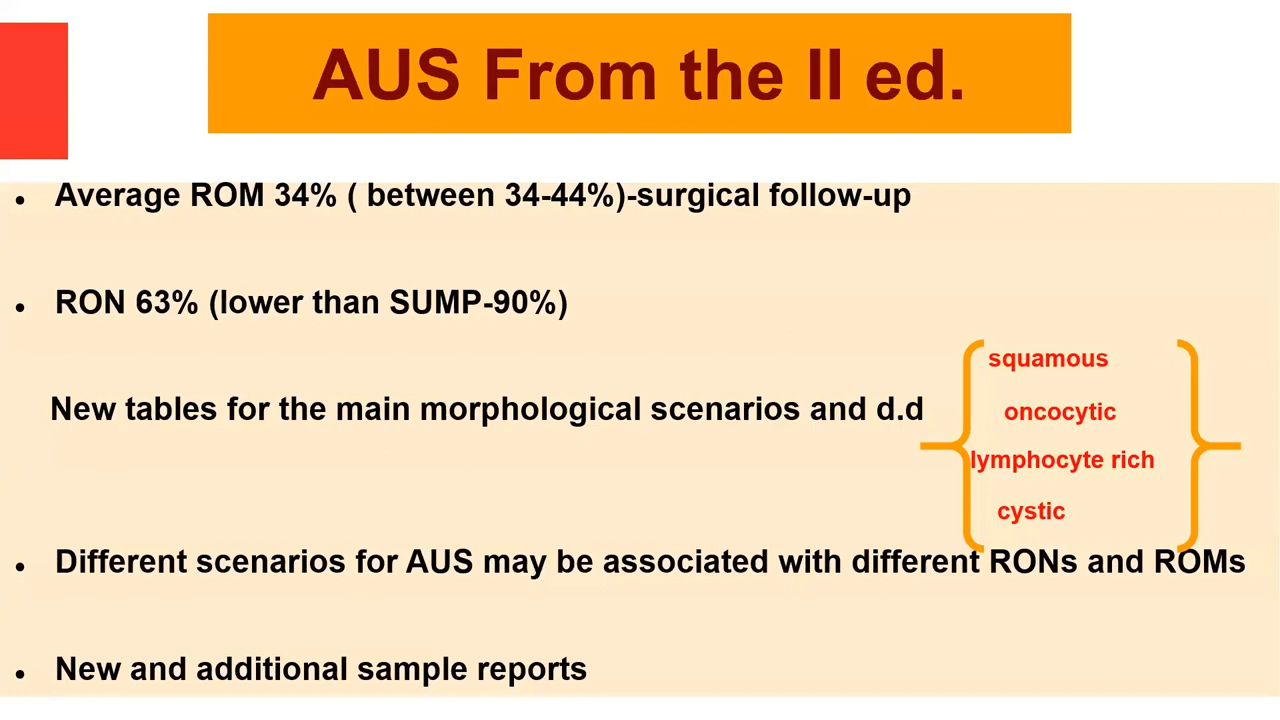 AUS From the II ed.
• Average ROM 34% ( between 34-44%)-surgical follow-up
• RON 63% (lower than SUMP-90%)
New tables for the main morphological scenarios and d.d
squamous
oncocytic
lymphocyte rich
cystic
• Different scenarios for AUS may be associated with different RONs and ROMs
• New and additional sample reports